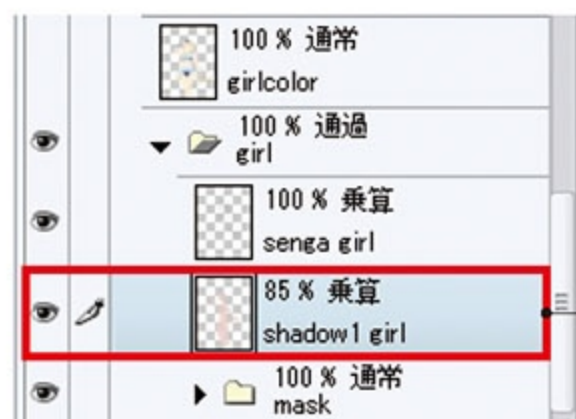 100 % 通常
girlcolor
100 % 通過
girl
100 % 乗算
senga girl
85 % 乗算
shadow1 girl
100 % 通常
mask